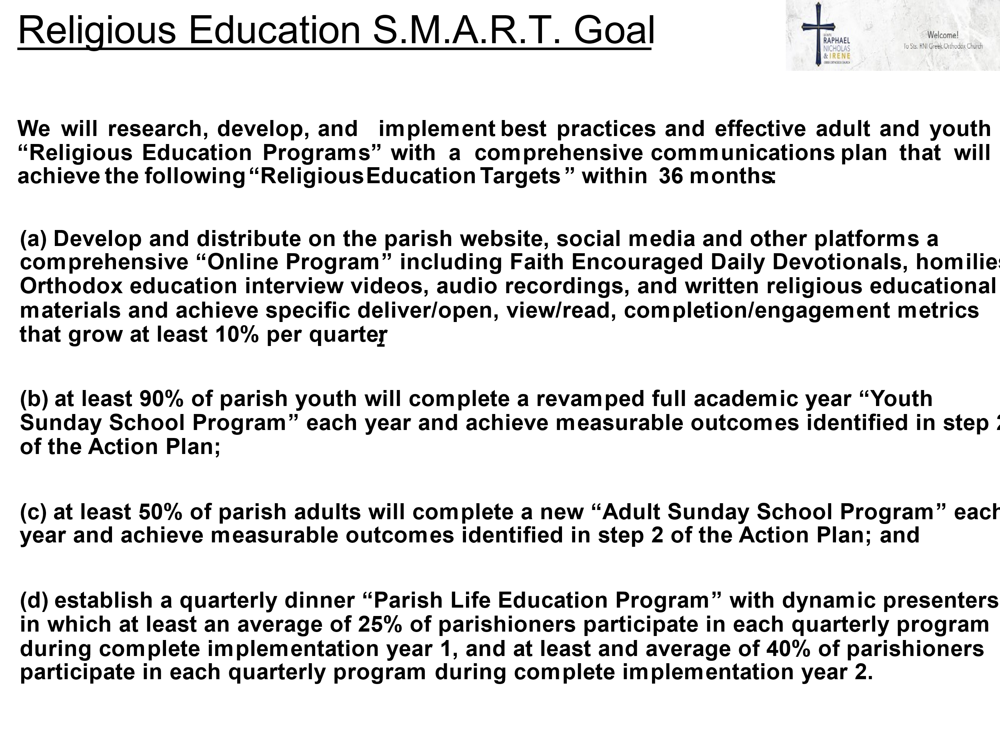 Religious Education S.M.A.R.T. Goal
SAINTS
RAPHAEL
NICHOLAS
& IRENE
GREEK ORTHODOX CHURCH
Welcome!
To Sts. RNI Greek Orthodox Church
We will research, develop, and implement best practices and effective adult and youth
“Religious Education Programs” with a comprehensive communications plan that will
achieve the following “Religious Education Targets” within 36 months:
(a) Develop and distribute on the parish website, social media and other platforms a
comprehensive “Online Program” including Faith Encouraged Daily Devotionals, homilies
Orthodox education interview videos, audio recordings, and written religious educational
materials and achieve specific deliver/open, view/read, completion/engagement metrics
that grow at least 10% per quarter;
(b) at least 90% of parish youth will complete a revamped full academic year “Youth
Sunday School Program” each year and achieve measurable outcomes identified in step 2
of the Action Plan;
(c) at least 50% of parish adults will complete a new “Adult Sunday School Program” each
year and achieve measurable outcomes identified in step 2 of the Action Plan; and
(d) establish a quarterly dinner “Parish Life Education Program” with dynamic presenters
in which at least an average of 25% of parishioners participate in each quarterly program
during complete implementation year 1, and at least and average of 40% of parishioners
participate in each quarterly program during complete implementation year 2.